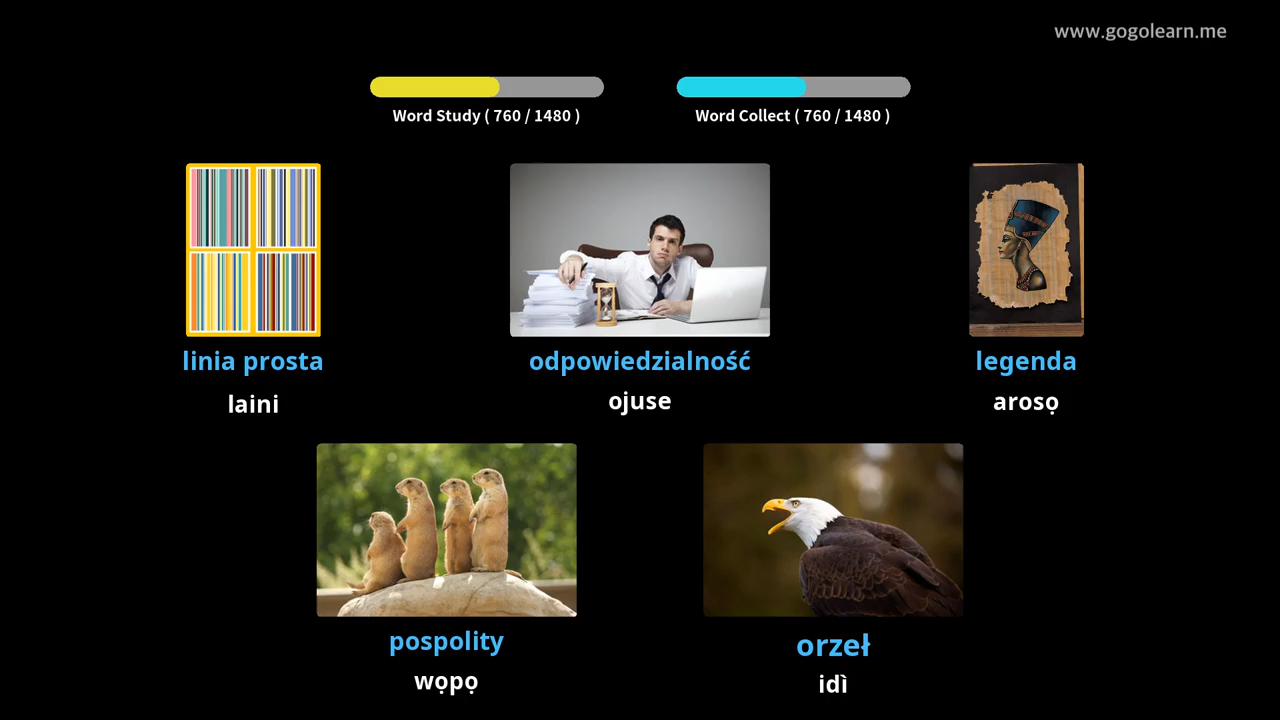 www.gogolearn.me
Word Study ( 760 / 1480 )
Word Collect ( 760 / 1480 )
linia prosta
laini
odpowiedzialność
ojuse
legenda
arosọ
pospolity
wọpọ
orzeł
idì